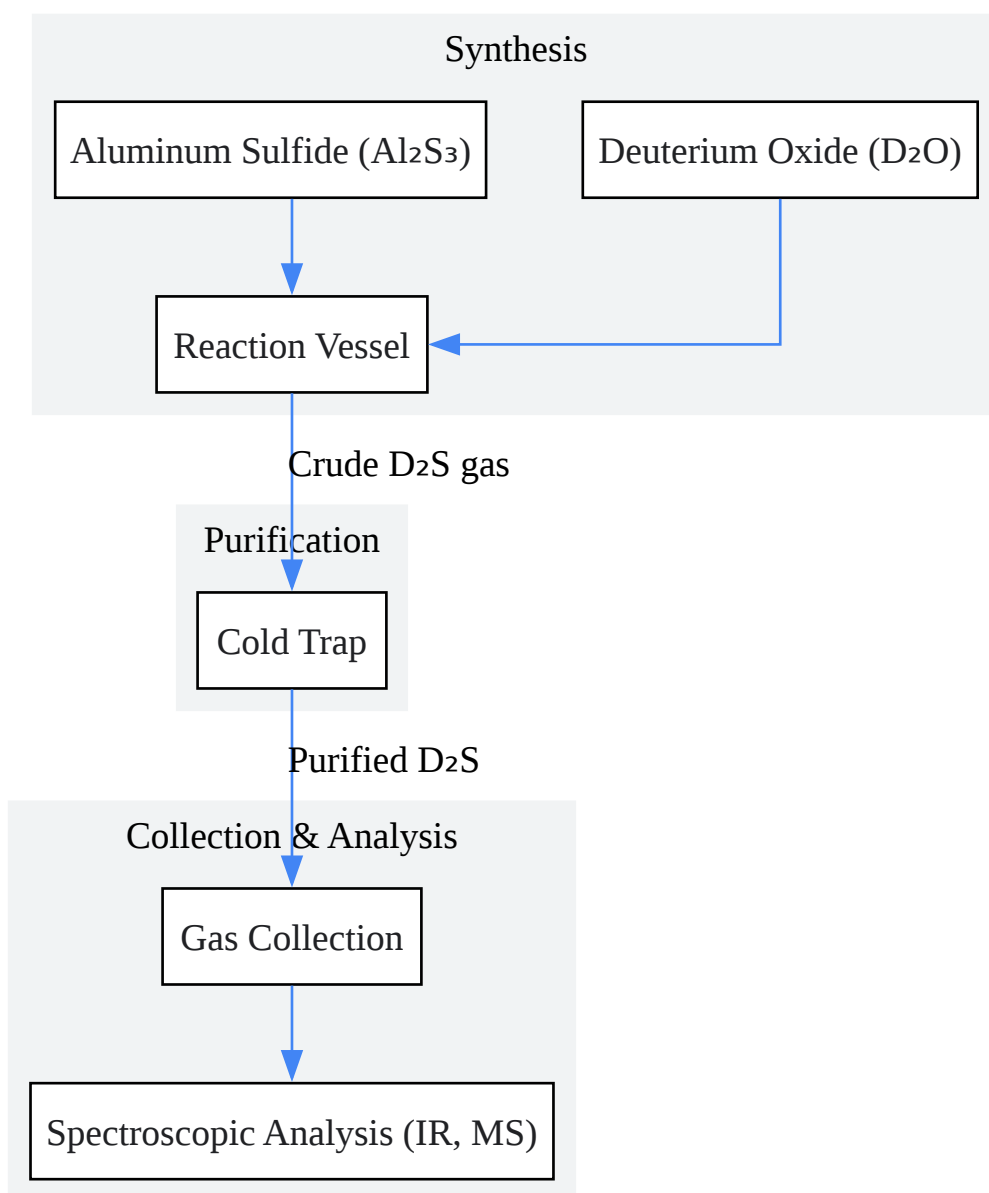 Synthesis
Aluminum Sulfide (Al₂S₃)
Deuterium Oxide (D₂O)
Reaction Vessel
Crude D₂S gas
Purification
Cold Trap
Purified D₂S
Collection & Analysis
Gas Collection
Spectroscopic Analysis (IR, MS)